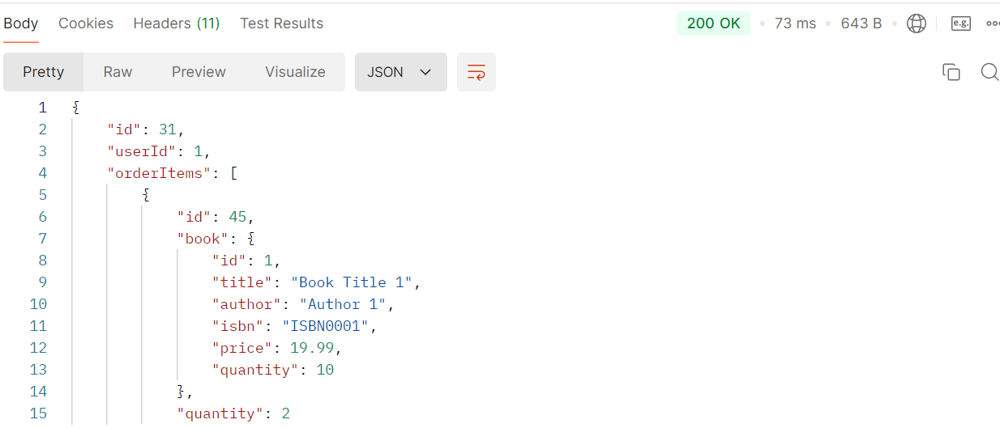 Body Cookies Headers (11) Test Results 200 OK 73 ms 643 B e.g.
Pretty Raw Preview Visualize JSON
1 {
2 "id": 31,
3 "userId": 1,
4 "orderItems": [
5 {
6 "id": 45,
7 "book": {
8 "id": 1,
9 "title": "Book Title 1",
10 "author": "Author 1",
11 "isbn": "ISBN0001",
12 "price": 19.99,
13 "quantity": 10
14 },
15 "quantity": 2